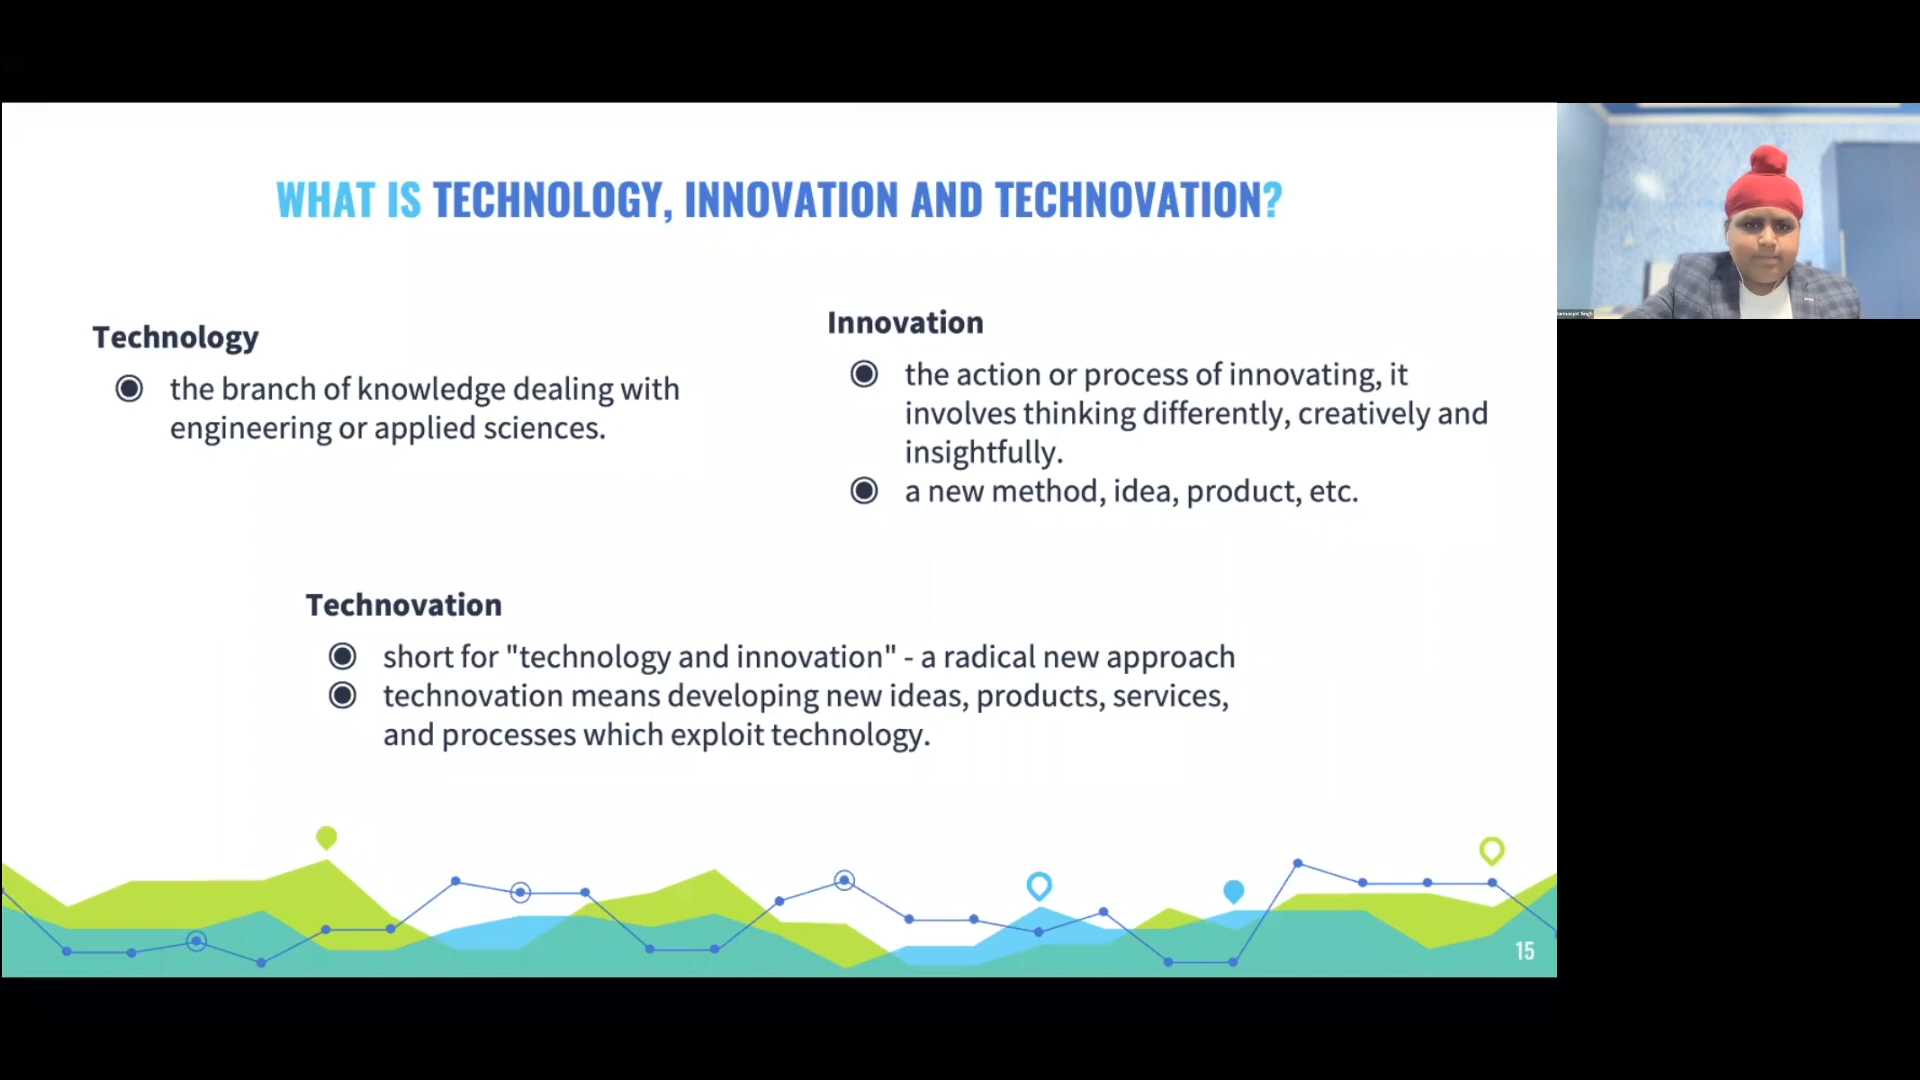 WHAT IS TECHNOLOGY, INNOVATION AND TECHNOVATION?
Technology
the branch of knowledge dealing with
engineering or applied sciences.
Innovation
the action or process of innovating, it
involves thinking differently, creatively and
insightfully.
a new method, idea, product, etc.
Technovation
short for "technology and innovation" - a radical new approach
technovation means developing new ideas, products, services,
and processes which exploit technology.
15
Singh